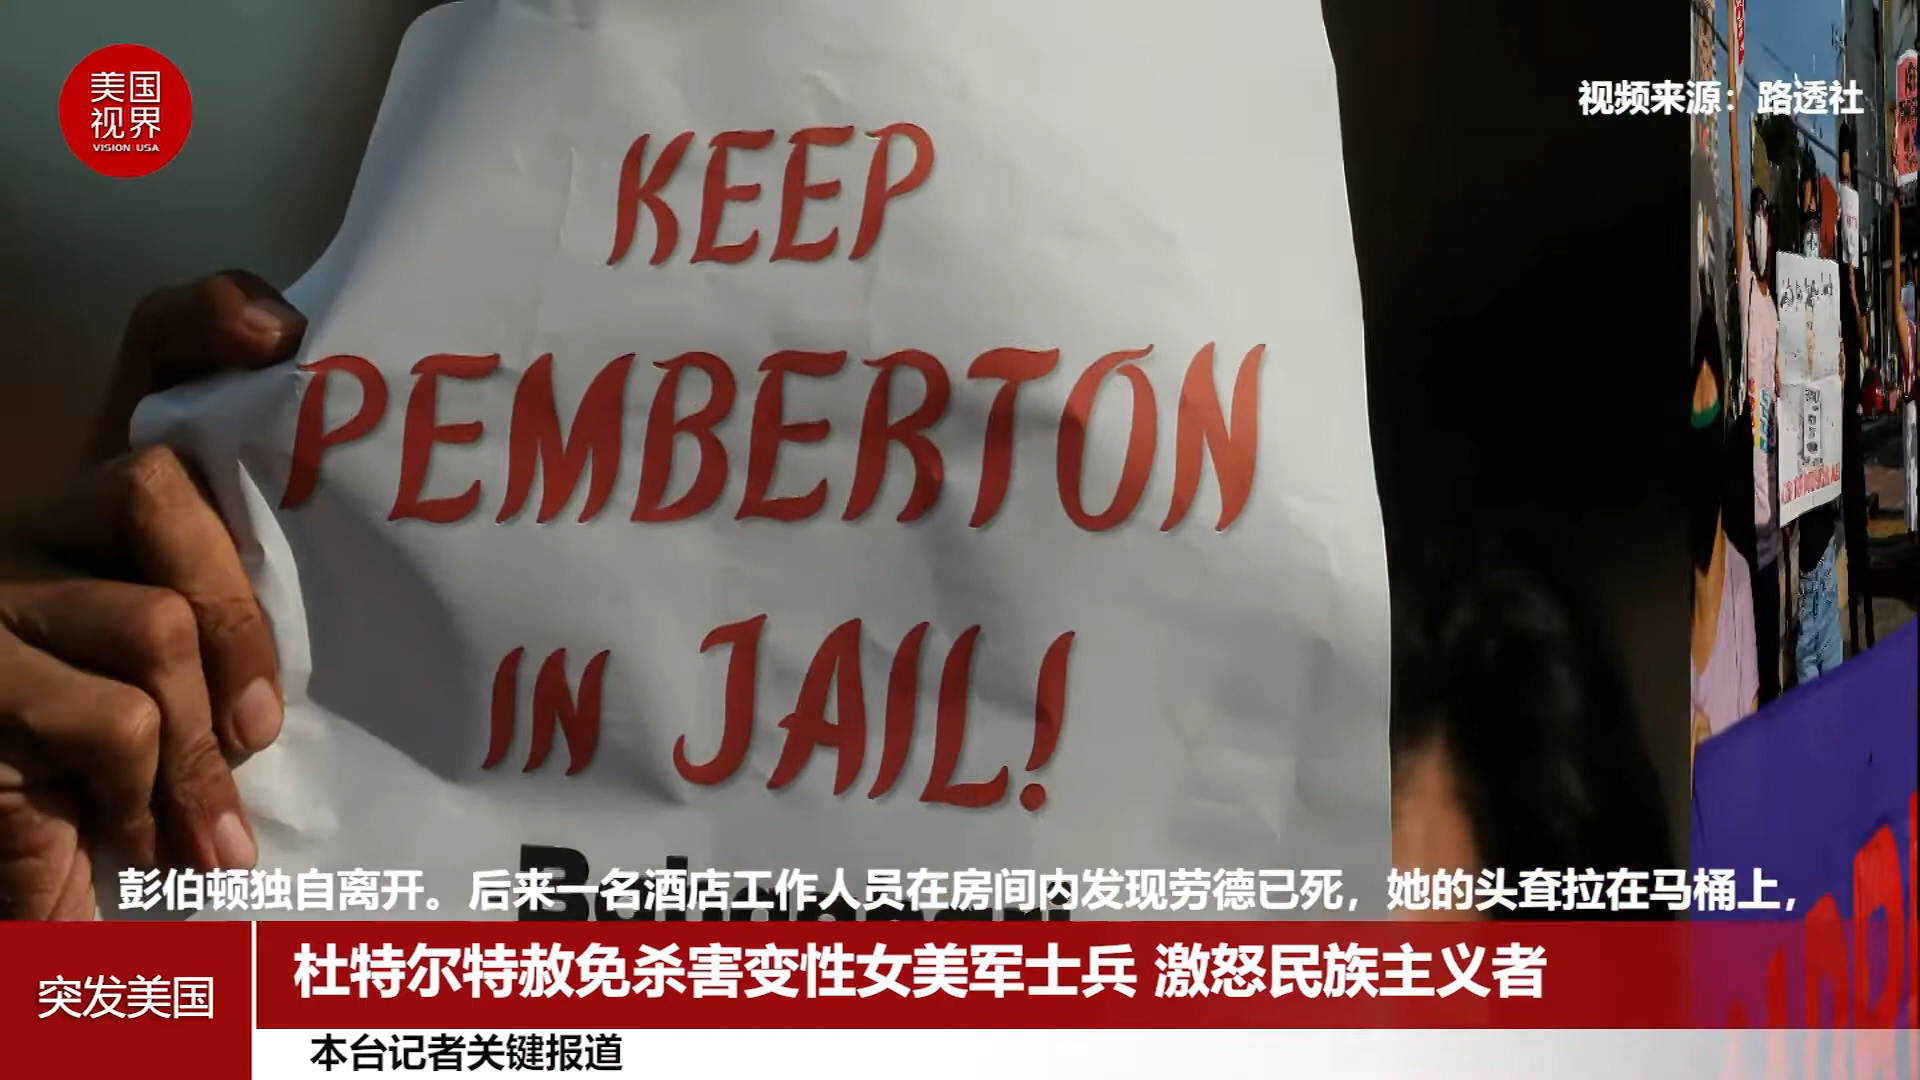 美国
视界
VISION USA
视频来源：路透社
KEEP
PEMBERTON
IN JAIL!
彭伯顿独自离开。后来一名酒店工作人员在房间内发现劳德已死，她的头耷拉在马桶上，
突发美国
杜特尔特赦免杀害变性女美军士兵 激怒民族主义者
本台记者关键报道